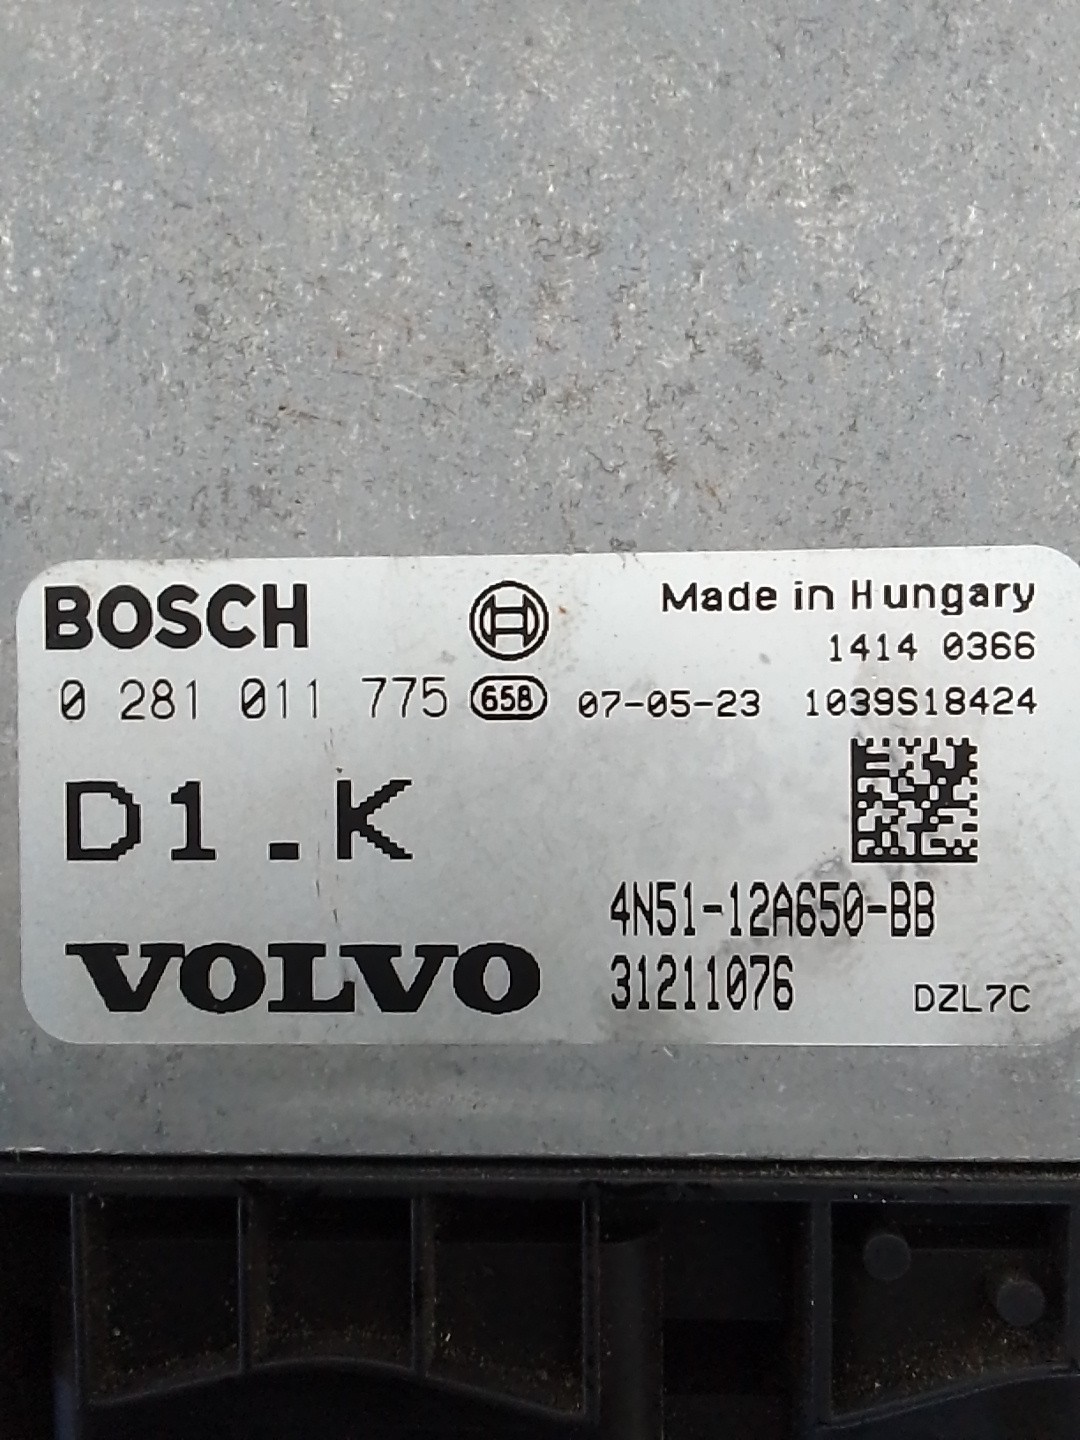 BOSCH Made in Hungary
1414 0366
0 281 011 775 658 07-05-23 1039S18424
D1.K
4N51-12A650-BB
VOLVO 31211076 DZL7C